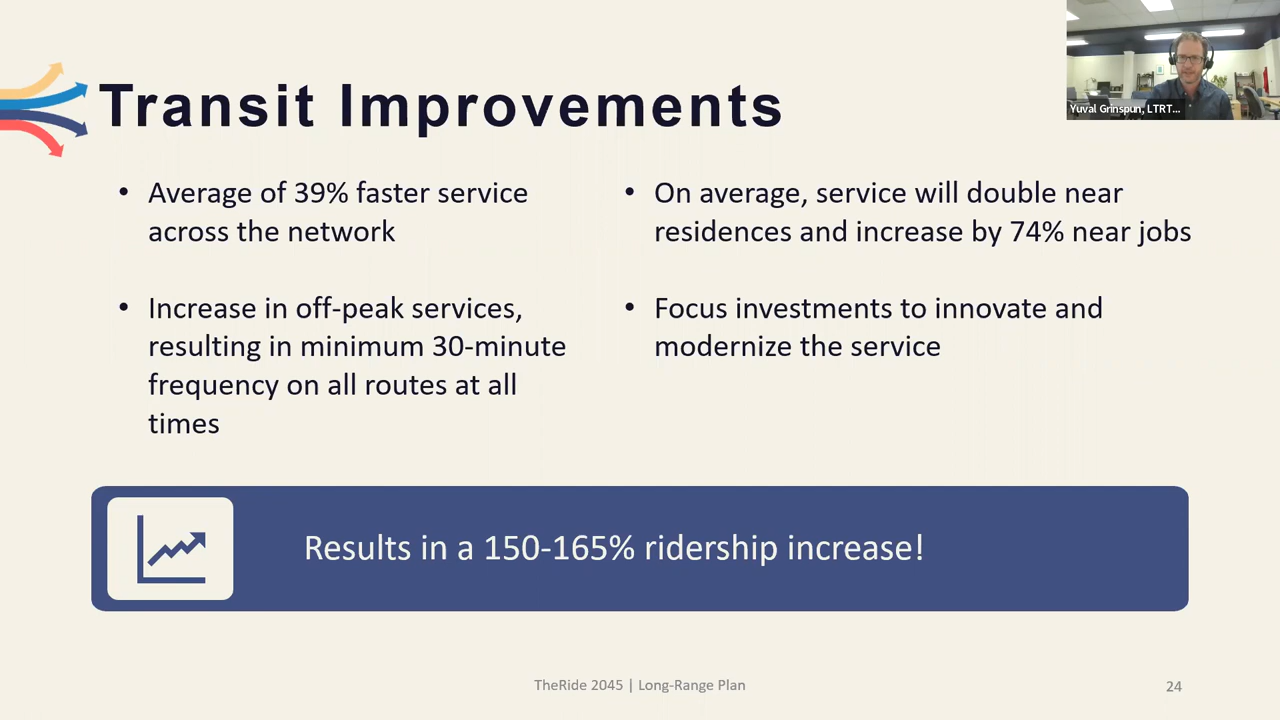 Transit Improvements
Yuval Grinspun, LTRT...
• Average of 39% faster service
across the network
• Increase in off-peak services,
resulting in minimum 30-minute
frequency on all routes at all
times
• On average, service will double near
residences and increase by 74% near jobs
• Focus investments to innovate and
modernize the service
Results in a 150-165% ridership increase!
TheRide 2045 | Long-Range Plan
24